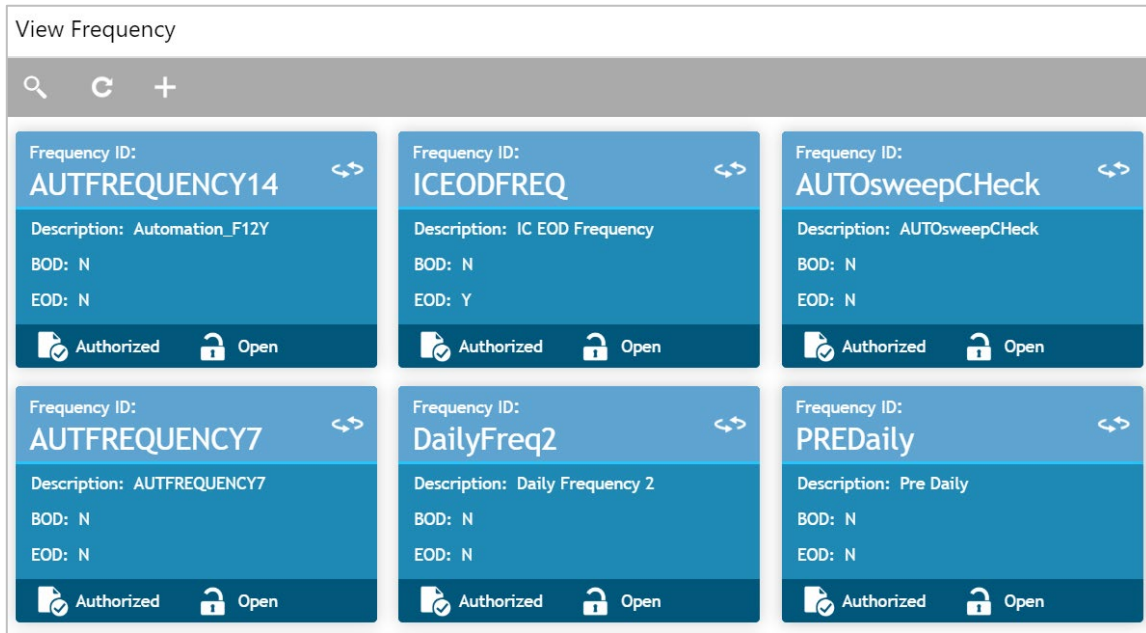 View Frequency
Frequency ID:
AUTFREQUENCY14
Description: Automation_F12Y
BOD: N
EOD: N
Authorized Open
Frequency ID:
ICEODFREQ
Description: IC EOD Frequency
BOD: N
EOD: Y
Authorized Open
Frequency ID:
AUTOsweepCHeck
Description: AUTOsweepCHeck
BOD: N
EOD: N
Authorized Open
Frequency ID:
AUTFREQUENCY7
Description: AUTFREQUENCY7
BOD: N
EOD: N
Authorized Open
Frequency ID:
DailyFreq2
Description: Daily Frequency 2
BOD: N
EOD: N
Authorized Open
Frequency ID:
PREDaily
Description: Pre Daily
BOD: N
EOD: N
Authorized Open